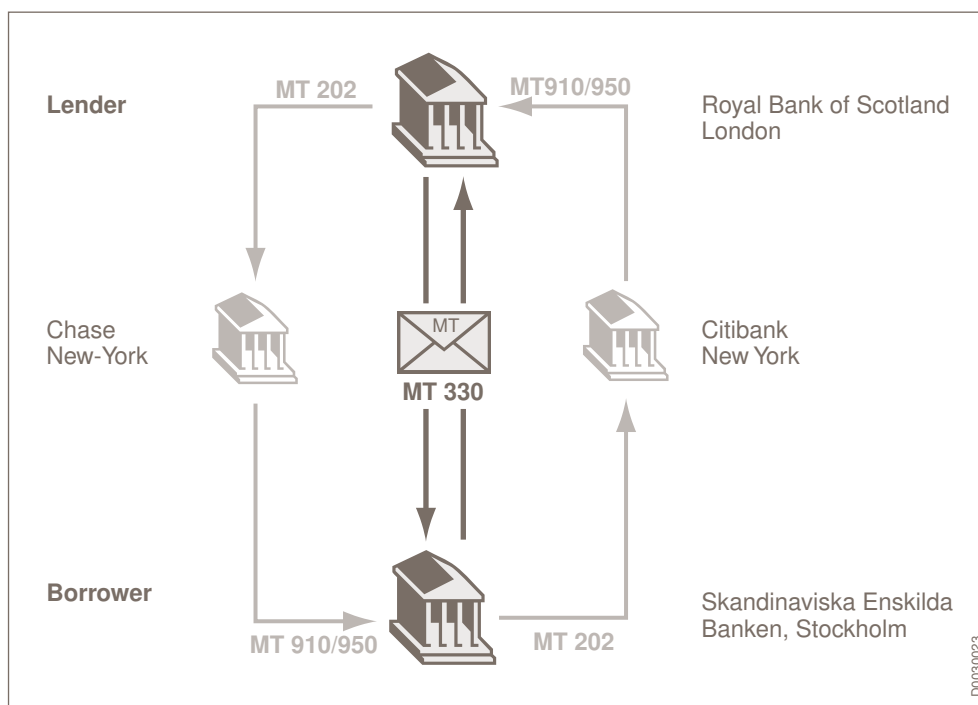 MT 202
MT910/950
Lender
Royal Bank of Scotland
London
Chase
New-York
MT
MT 330
Citibank
New York
Borrower
Skandinaviska Enskilda
Banken, Stockholm
MT 910/950
MT 202
D0030023